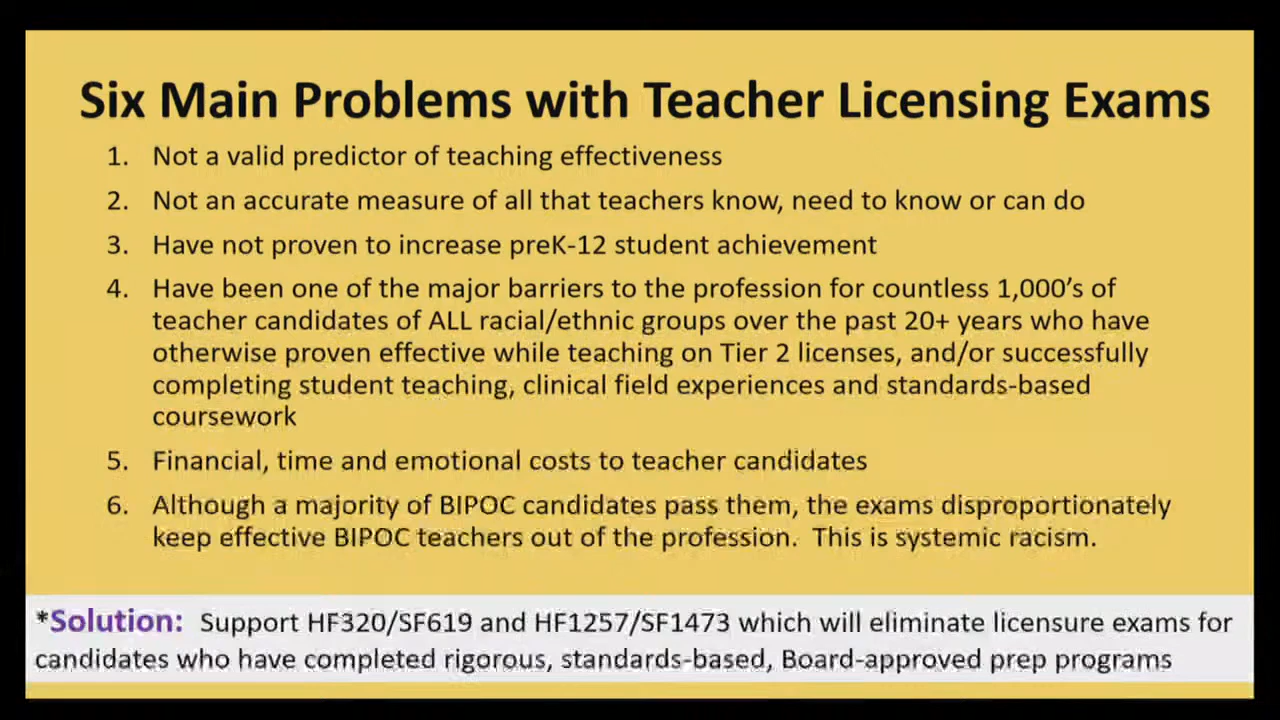 Six Main Problems with Teacher Licensing Exams
1. Not a valid predictor of teaching effectiveness
2. Not an accurate measure of all that teachers know, need to know or can do
3. Have not proven to increase preK-12 student achievement
4. Have been one of the major barriers to the profession for countless 1,000’s of
teacher candidates of ALL racial/ethnic groups over the past 20+ years who have
otherwise proven effective while teaching on Tier 2 licenses, and/or successfully
completing student teaching, clinical field experiences and standards-based
coursework
5. Financial, time and emotional costs to teacher candidates
6. Although a majority of BIPOC candidates pass them, the exams disproportionately
keep effective BIPOC teachers out of the profession. This is systemic racism.
*Solution: Support HF320/SF619 and HF1257/SF1473 which will eliminate licensure exams for
candidates who have completed rigorous, standards-based, Board-approved prep programs